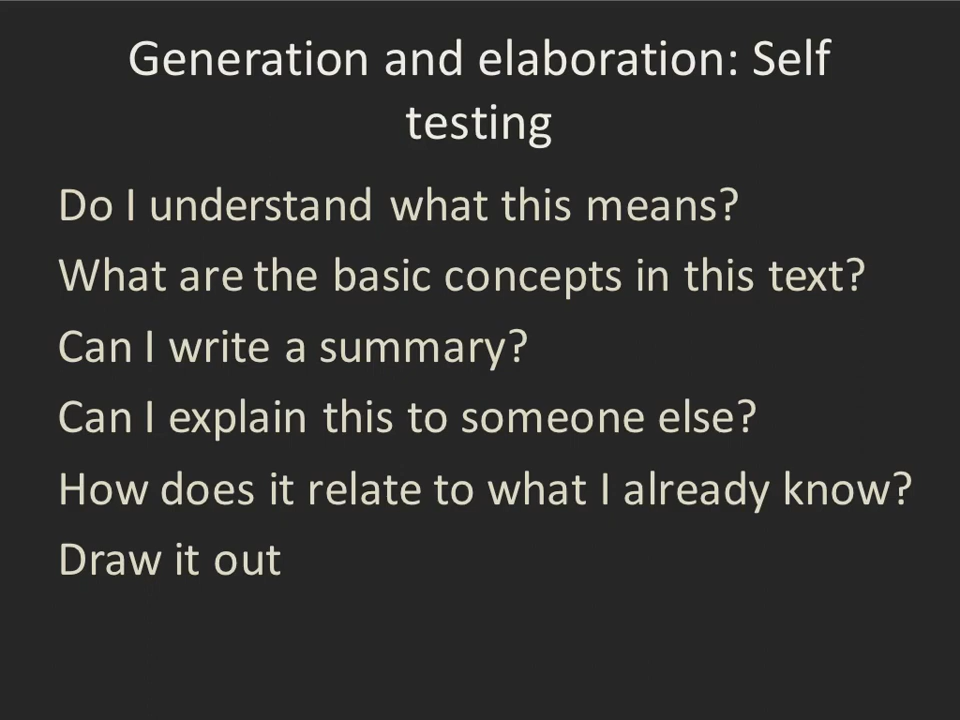 Generation and elaboration: Self
testing
Do I understand what this means?
What are the basic concepts in this text?
Can I write a summary?
Can I explain this to someone else?
How does it relate to what I already know?
Draw it out